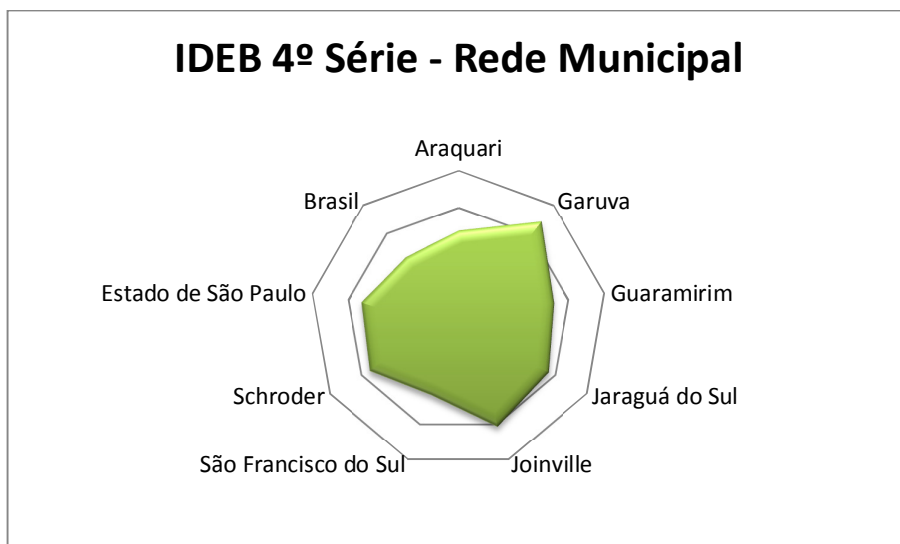 IDEB 4º Série - Rede Municipal
Araquari
Brasil
Garuva
Estado de São Paulo
Guaramirim
Schroder
Jaraguá do Sul
São Francisco do Sul
Joinville